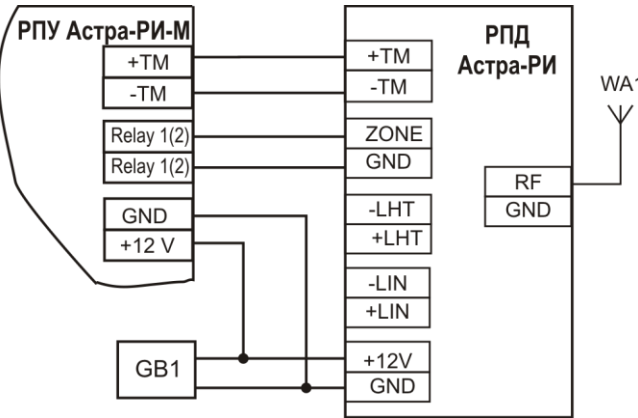 РПУ Астра-РИ-М
+TM
-TM
Relay 1(2)
Relay 1(2)
GND
+12 V
GB1
РПД
Астра-РИ
+TM
-TM
ZONE
GND
-LHT
+LHT
-LIN
+LIN
+12V
GND
RF
GND
WA1